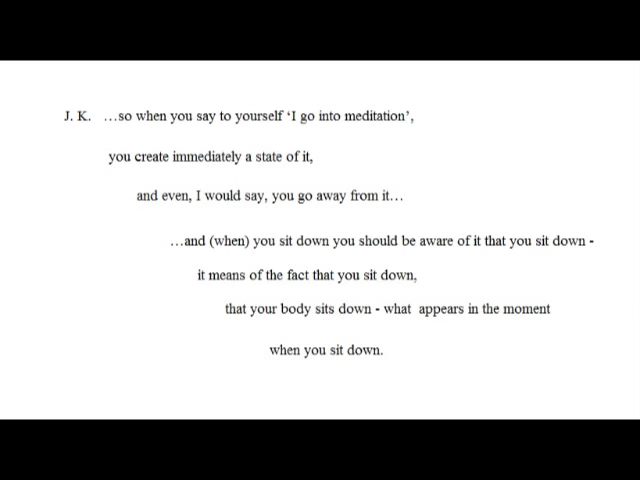 J. K. …so when you say to yourself ‘I go into meditation’,
you create immediately a state of it,
and even, I would say, you go away from it…
…and (when) you sit down you should be aware of it that you sit down -
it means of the fact that you sit down,
that your body sits down - what appears in the moment
when you sit down.